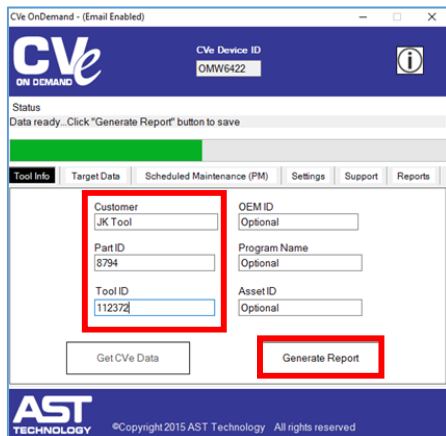 CVe OnDemand - (Email Enabled)
CVe
ON DEMAND
CVe Device ID
OMW6422
i
Status
Data ready...Click "Generate Report" button to save
Tool Info Target Data Scheduled Maintenance (PM) Settings Support Reports
Customer OEM ID
JK Tool Optional
Part ID Program Name
8794 Optional
Tool ID Asset ID
112372 Optional
Get CVe Data Generate Report
AST
TECHNOLOGY
©Copyright 2015 AST Technology All rights reserved